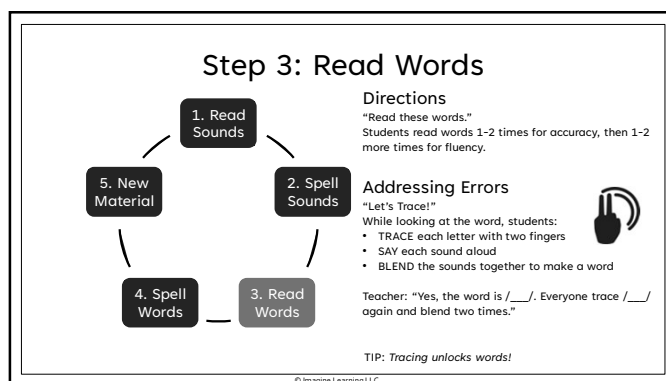 Step 3: Read Words
1. Read
Sounds
2. Spell
Sounds
3. Read
Words
4. Spell
Words
5. New
Material
Directions
“Read these words.”
Students read words 1-2 times for accuracy, then 1-2
more times for fluency.
Addressing Errors
“Let’s Trace!”
While looking at the word, students:
• TRACE each letter with two fingers
• SAY each sound aloud
• BLEND the sounds together to make a word
Teacher: “Yes, the word is /___/. Everyone trace /___/
again and blend two times.”
TIP: Tracing unlocks words!
© Imagine Learning LLC